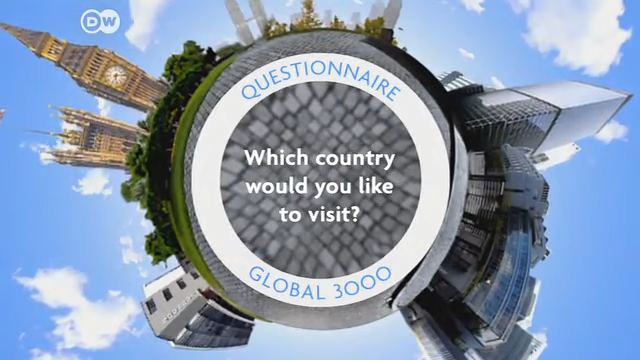 DW
QUESTIONNAIRE
Which country
would you like
to visit?
GLOBAL 3000